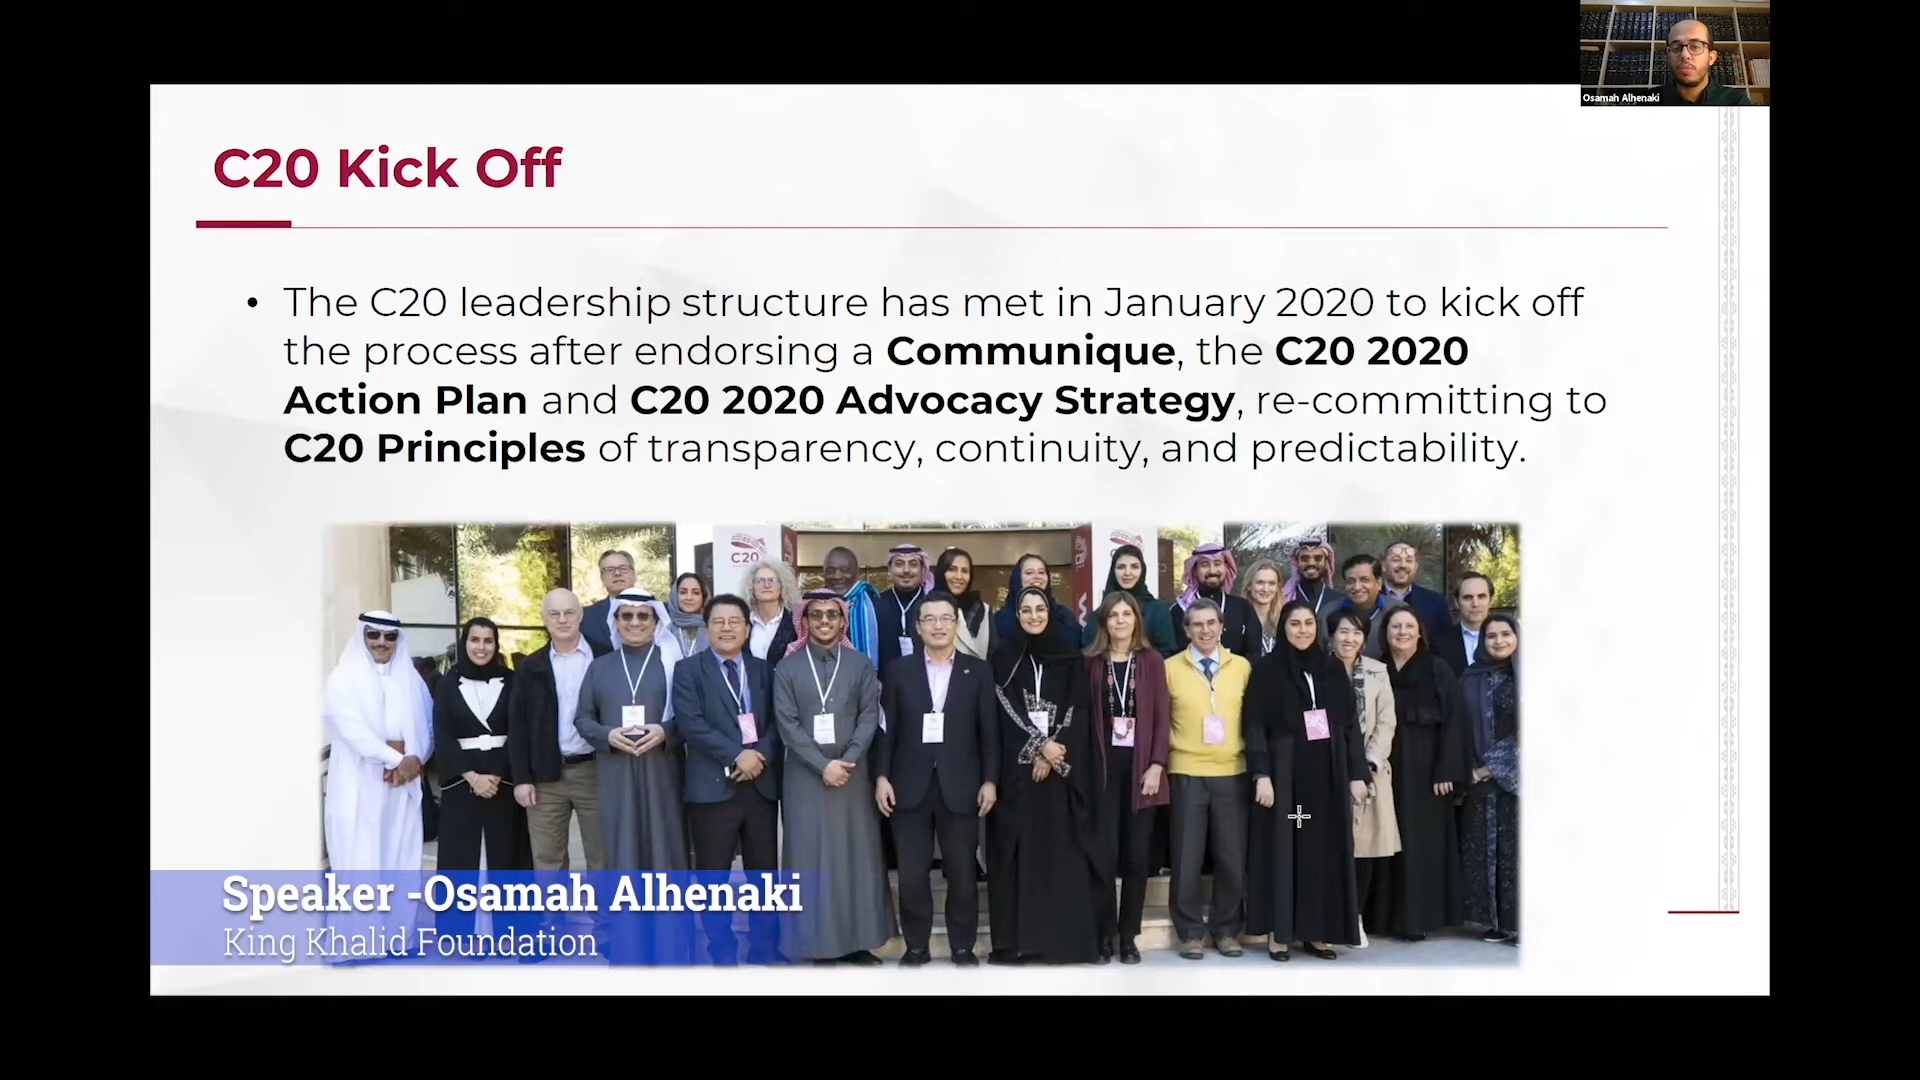 Osamah Alhenaki
C20 Kick Off
• The C20 leadership structure has met in January 2020 to kick off
the process after endorsing a Communique, the C20 2020
Action Plan and C20 2020 Advocacy Strategy, re-committing to
C20 Principles of transparency, continuity, and predictability.
C20
Speaker -Osamah Alhenaki
King Khalid Foundation